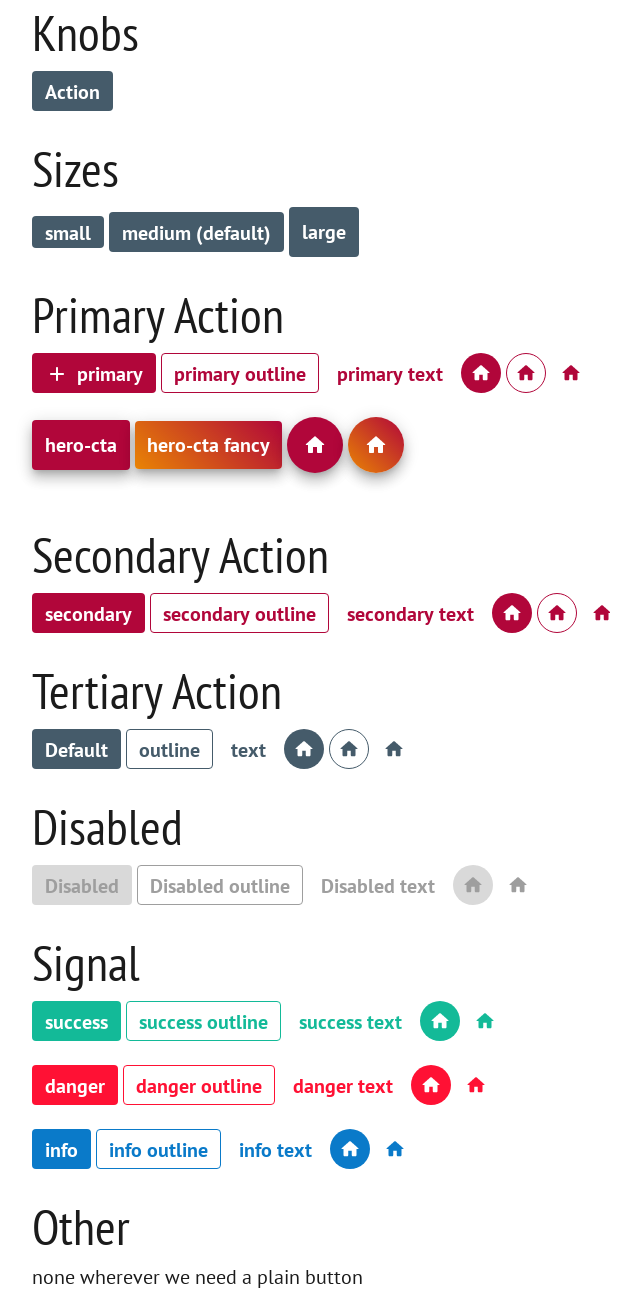 Knobs
Action
Sizes
small medium (default) large
Primary Action
primary primary outline primary text
hero-cta hero-cta fancy
Secondary Action
secondary secondary outline secondary text
Tertiary Action
Default outline text
Disabled
Disabled Disabled outline Disabled text
Signal
success success outline success text
danger danger outline danger text
info info outline info text
Other
none wherever we need a plain button